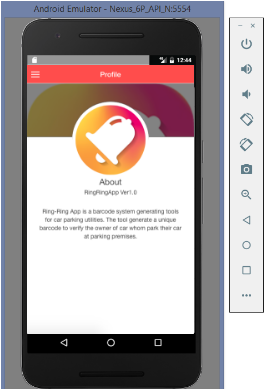 Android Emulator - Nexus_6P_API_N:5554
12:44
Profile
About
RingRingApp Ver1.0
Ring-Ring App is a barcode system generating tools
for car parking utilities. The tool generate a unique
barcode to verify the owner of car whom park their car
at parking premises.